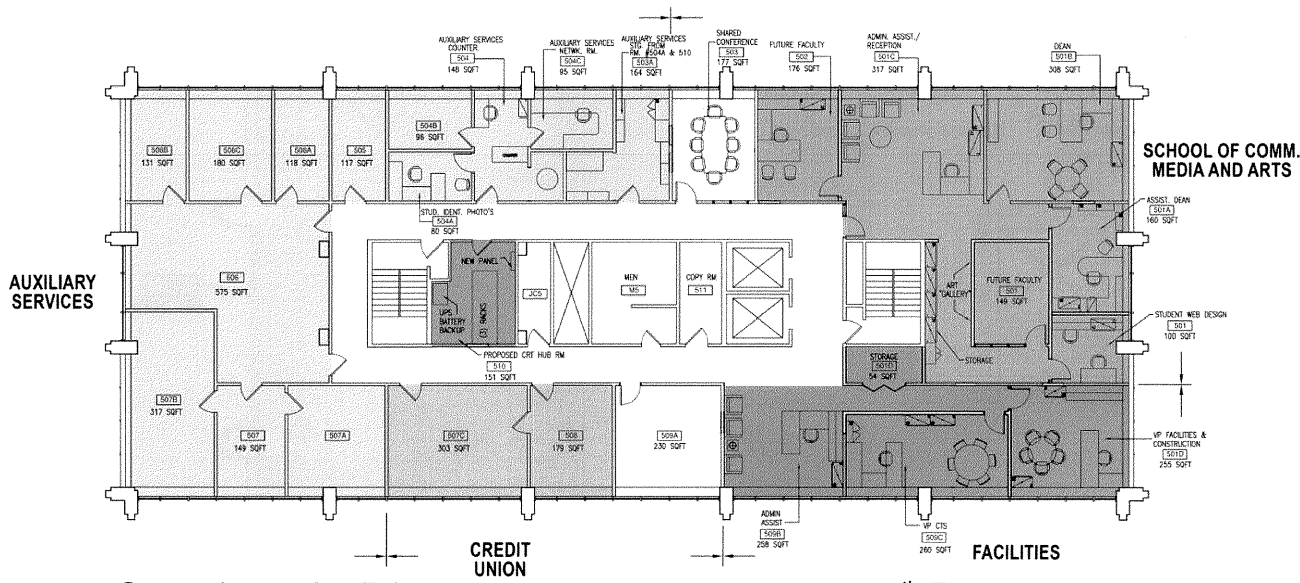 AUXILIARY SERVICES
COUNTER
504
148 SQFT
AUXILIARY SERVICES
NETWK. RM.
504C
95 SQFT
AUXILIARY SERVICES
STG. FROM
RM. #504A & 510
503A
164 SQFT
SHARED
CONFERENCE
503
177 SQFT
FUTURE FACULTY
502
176 SQFT
ADMIN. ASSIST./
RECEPTION
501C
317 SQFT
DEAN
501B
308 SQFT
508B
131 SQFT
506C
180 SQFT
118 SQFT
505
117 SQFT
504B
96 SQFT
STUD. IDENT. PHOTO'S
504A
80 SQFT
SCHOOL OF COMM.
MEDIA AND ARTS
ASSIST. DEAN
501A
160 SQFT
AUXILIARY
SERVICES
506
575 SQFT
NEW PANEL
UPS
BATTERY
BACKUP
(3) RACKS
JC5
MEN
M5
COPY RM
511
ART
"GALLERY"
FUTURE FACULTY
501
149 SQFT
STUDENT WEB DESIGN
501
100 SQFT
PROPOSED CRT HUB RM
510
151 SQFT
STORAGE
501D
54 SQFT
STORAGE
507B
317 SQFT
507
149 SQFT
507A
507C
303 SQFT
508
179 SQFT
509A
230 SQFT
VP FACILITIES &
CONSTRUCTION
501D
255 SQFT
ADMIN
ASSIST
509B
258 SQFT
VP CTS
509C
260 SQFT
CREDIT
UNION
FACILITIES